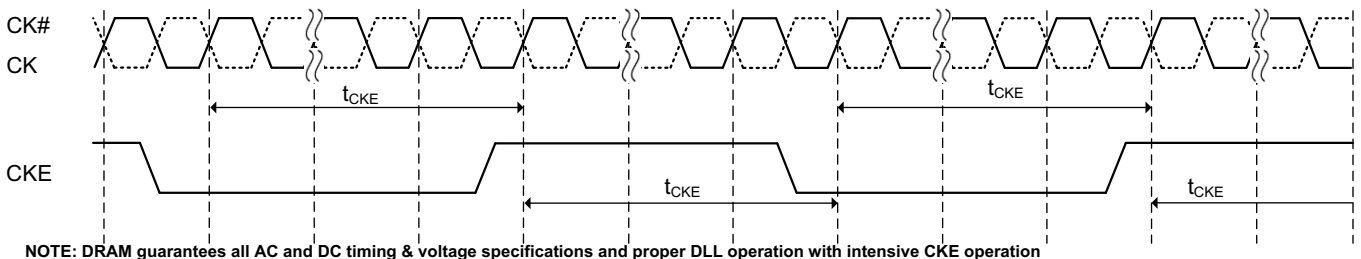 CK#
CK
tCKE
tCKE
CKE
tCKE
tCKE
NOTE: DRAM guarantees all AC and DC timing & voltage specifications and proper DLL operation with intensive CKE operation